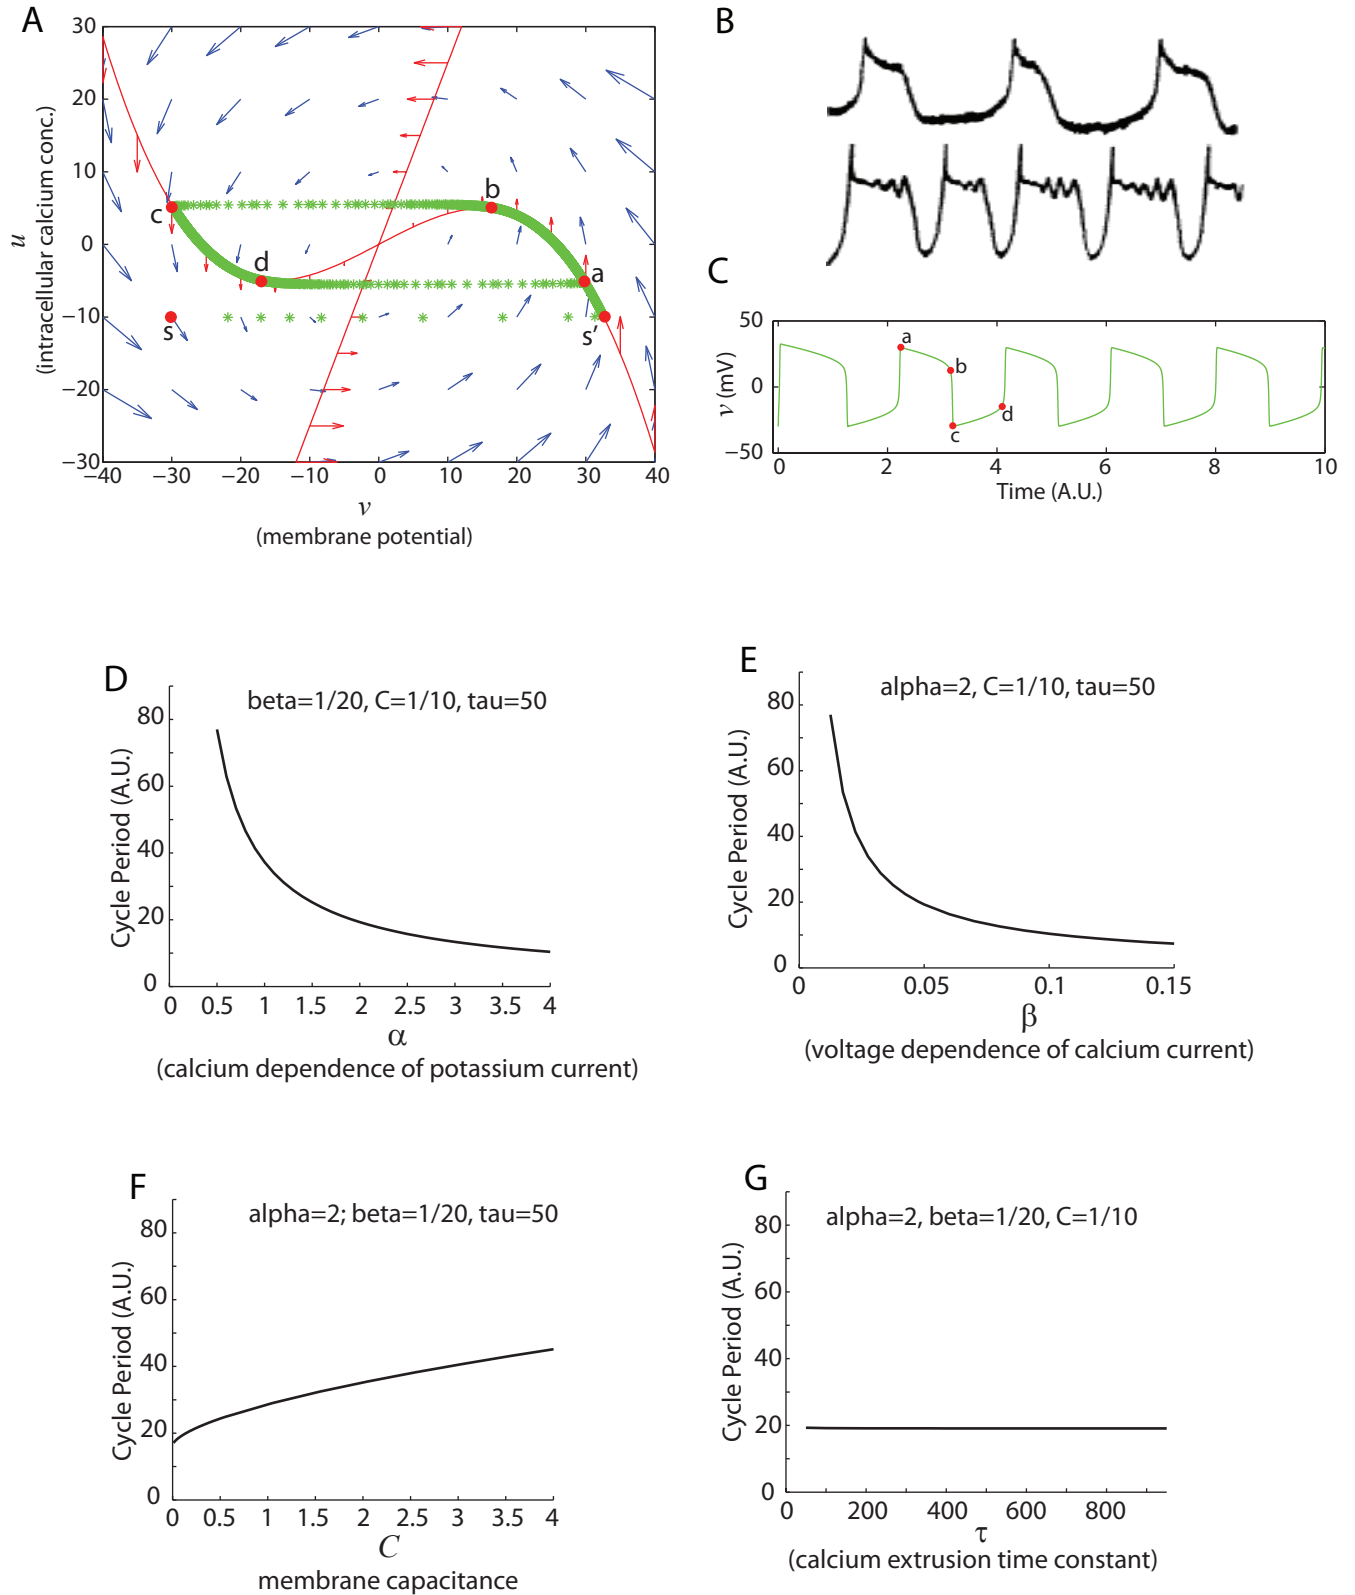 A
30
20
10
0
−10
−20
−30
u
(intracellular calcium conc.)
c
b
d
a
s
s′
−40
−30
−20
−10
0
10
20
30
40
v
(membrane potential)
B
C
50
0
−50
v (mV)
a
b
c
d
0
2
4
6
8
10
Time (A.U.)
D
beta=1/20, C=1/10, tau=50
80
60
40
20
0
Cycle Period (A.U.)
0
0.5
1
1.5
2
2.5
3
3.5
4
α
(calcium dependence of potassium current)
E
alpha=2, C=1/10, tau=50
80
60
40
20
0
Cycle Period (A.U.)
0
0.05
0.1
0.15
β
(voltage dependence of calcium current)
F
alpha=2; beta=1/20, tau=50
80
60
40
20
0
Cycle Period (A.U.)
0
0.5
1
1.5
2
2.5
3
3.5
4
C
membrane capacitance
G
alpha=2, beta=1/20, C=1/10
80
60
40
20
0
Cycle Period (A.U.)
200
400
600
800
τ
(calcium extrusion time constant)